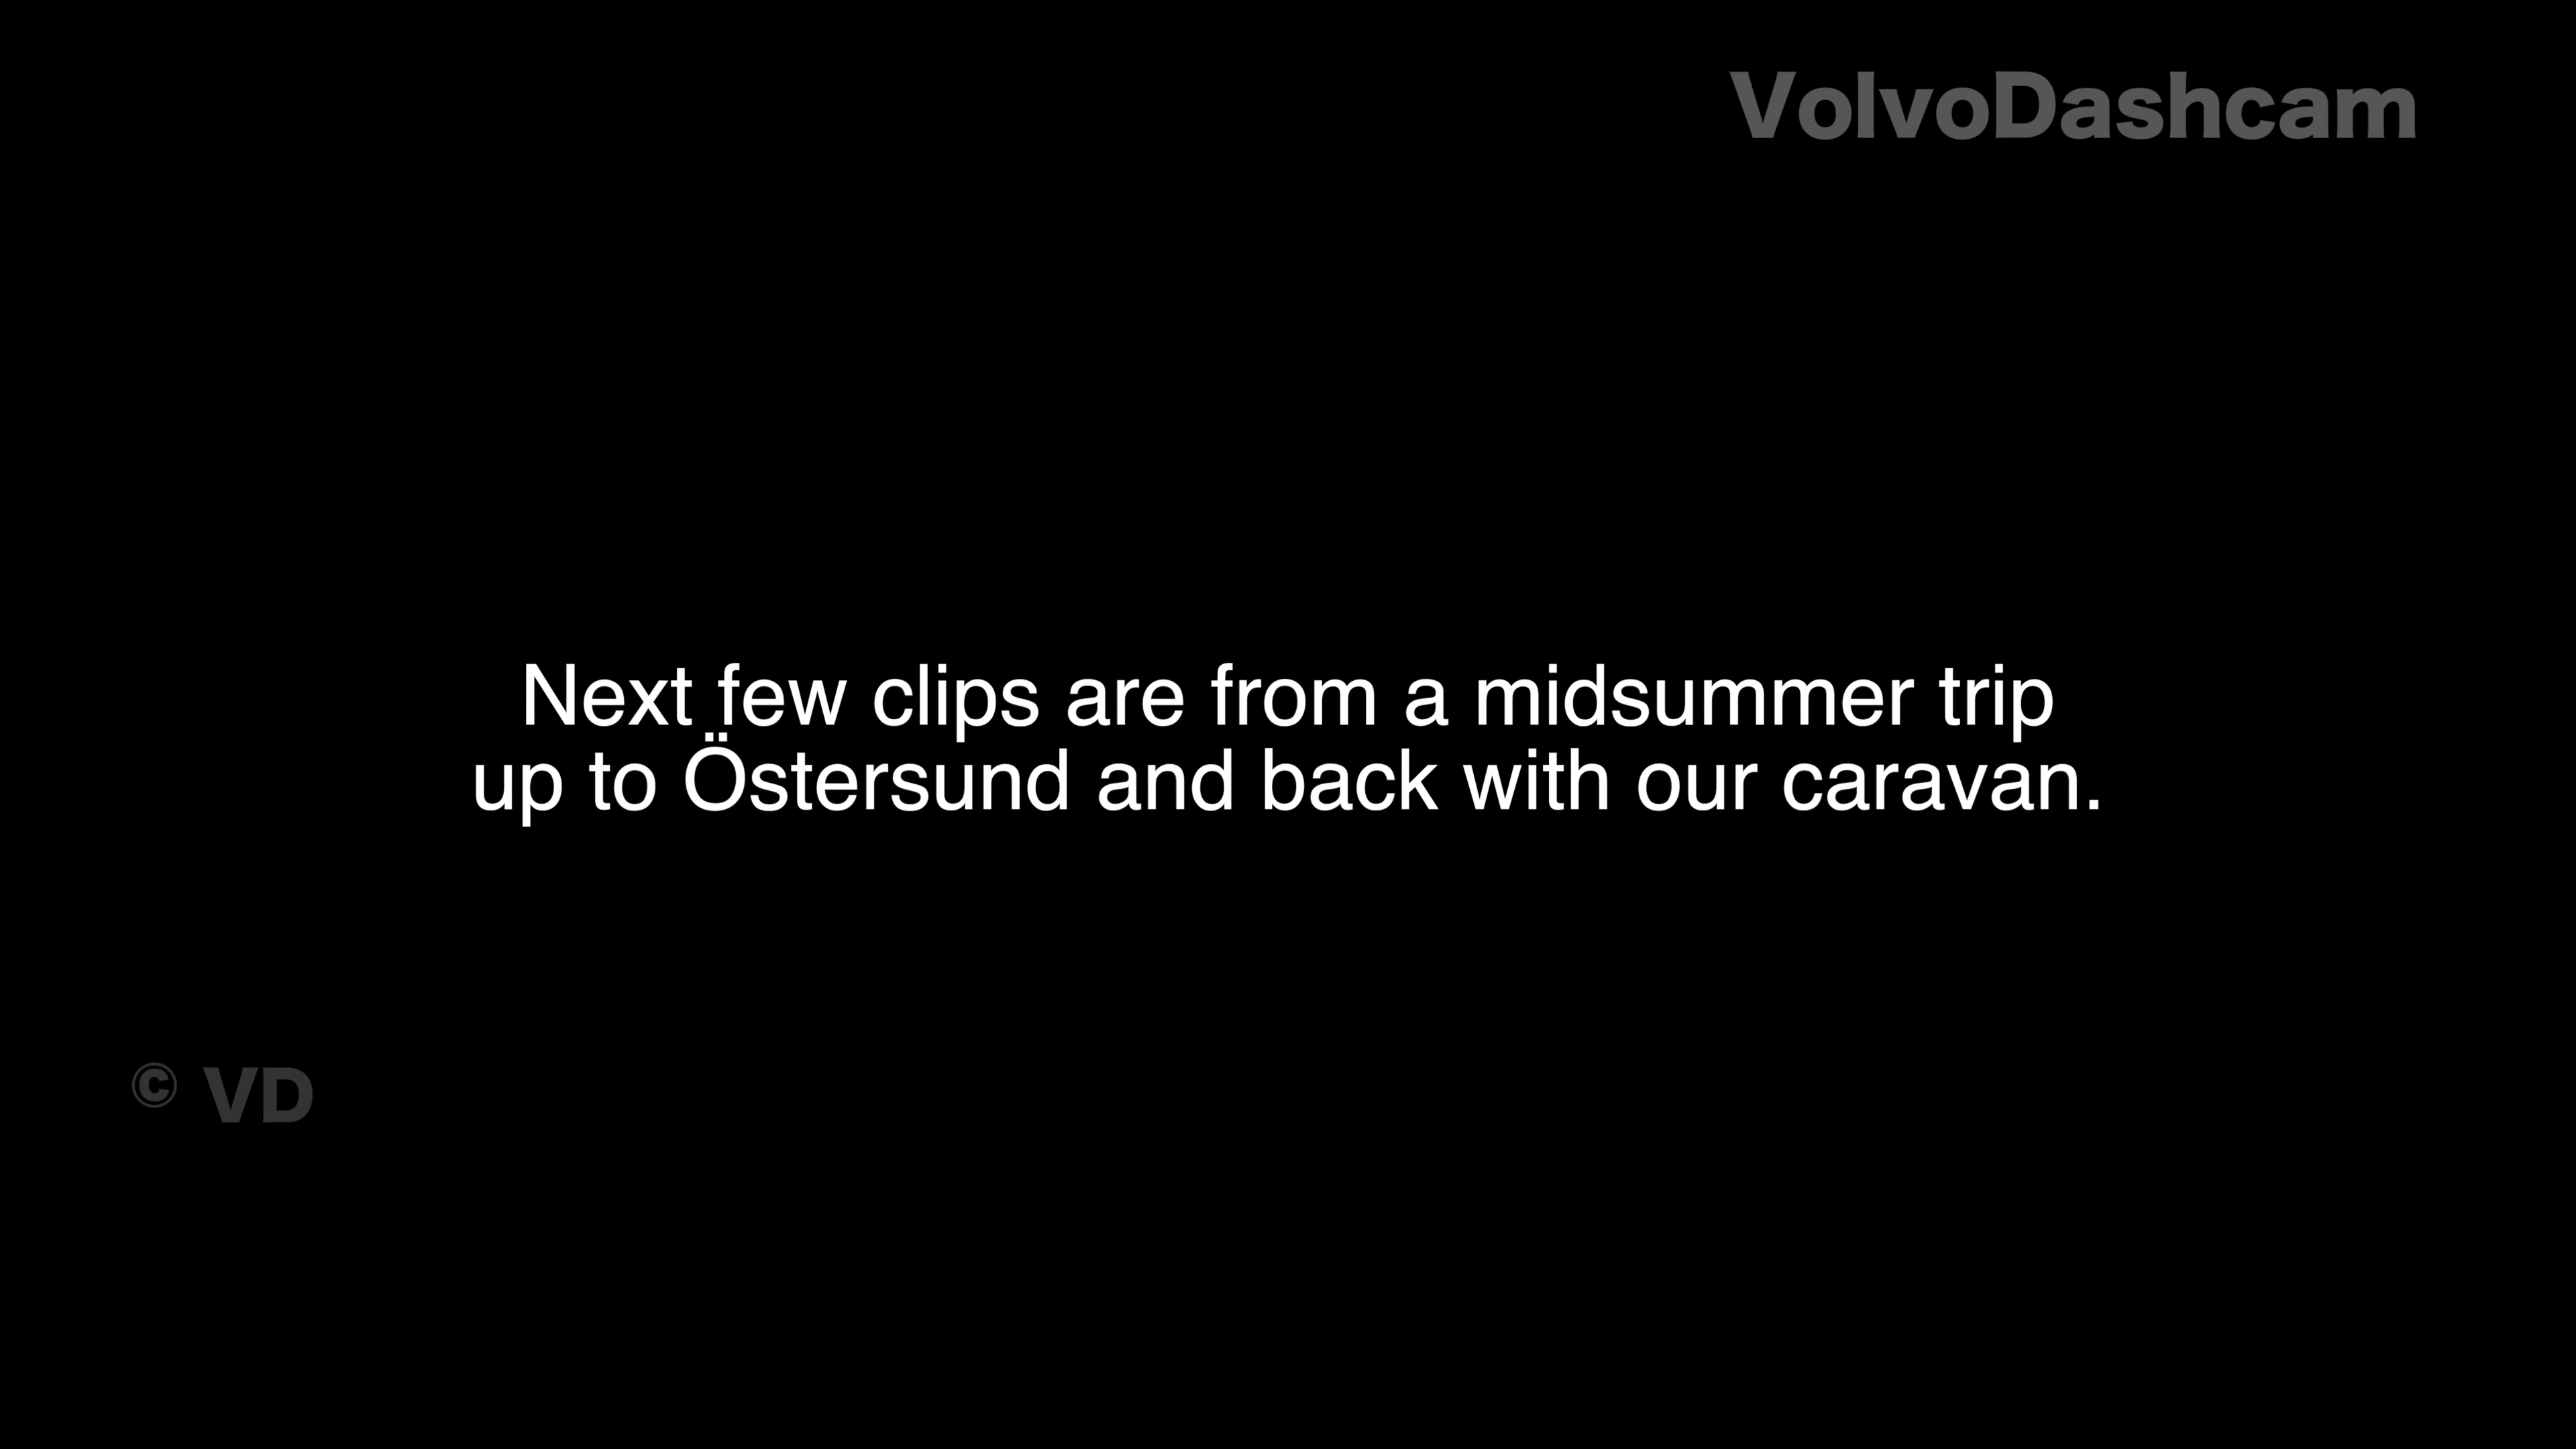 VolvoDashcam
Next few clips are from a midsummer trip
up to Östersund and back with our caravan.
© VD